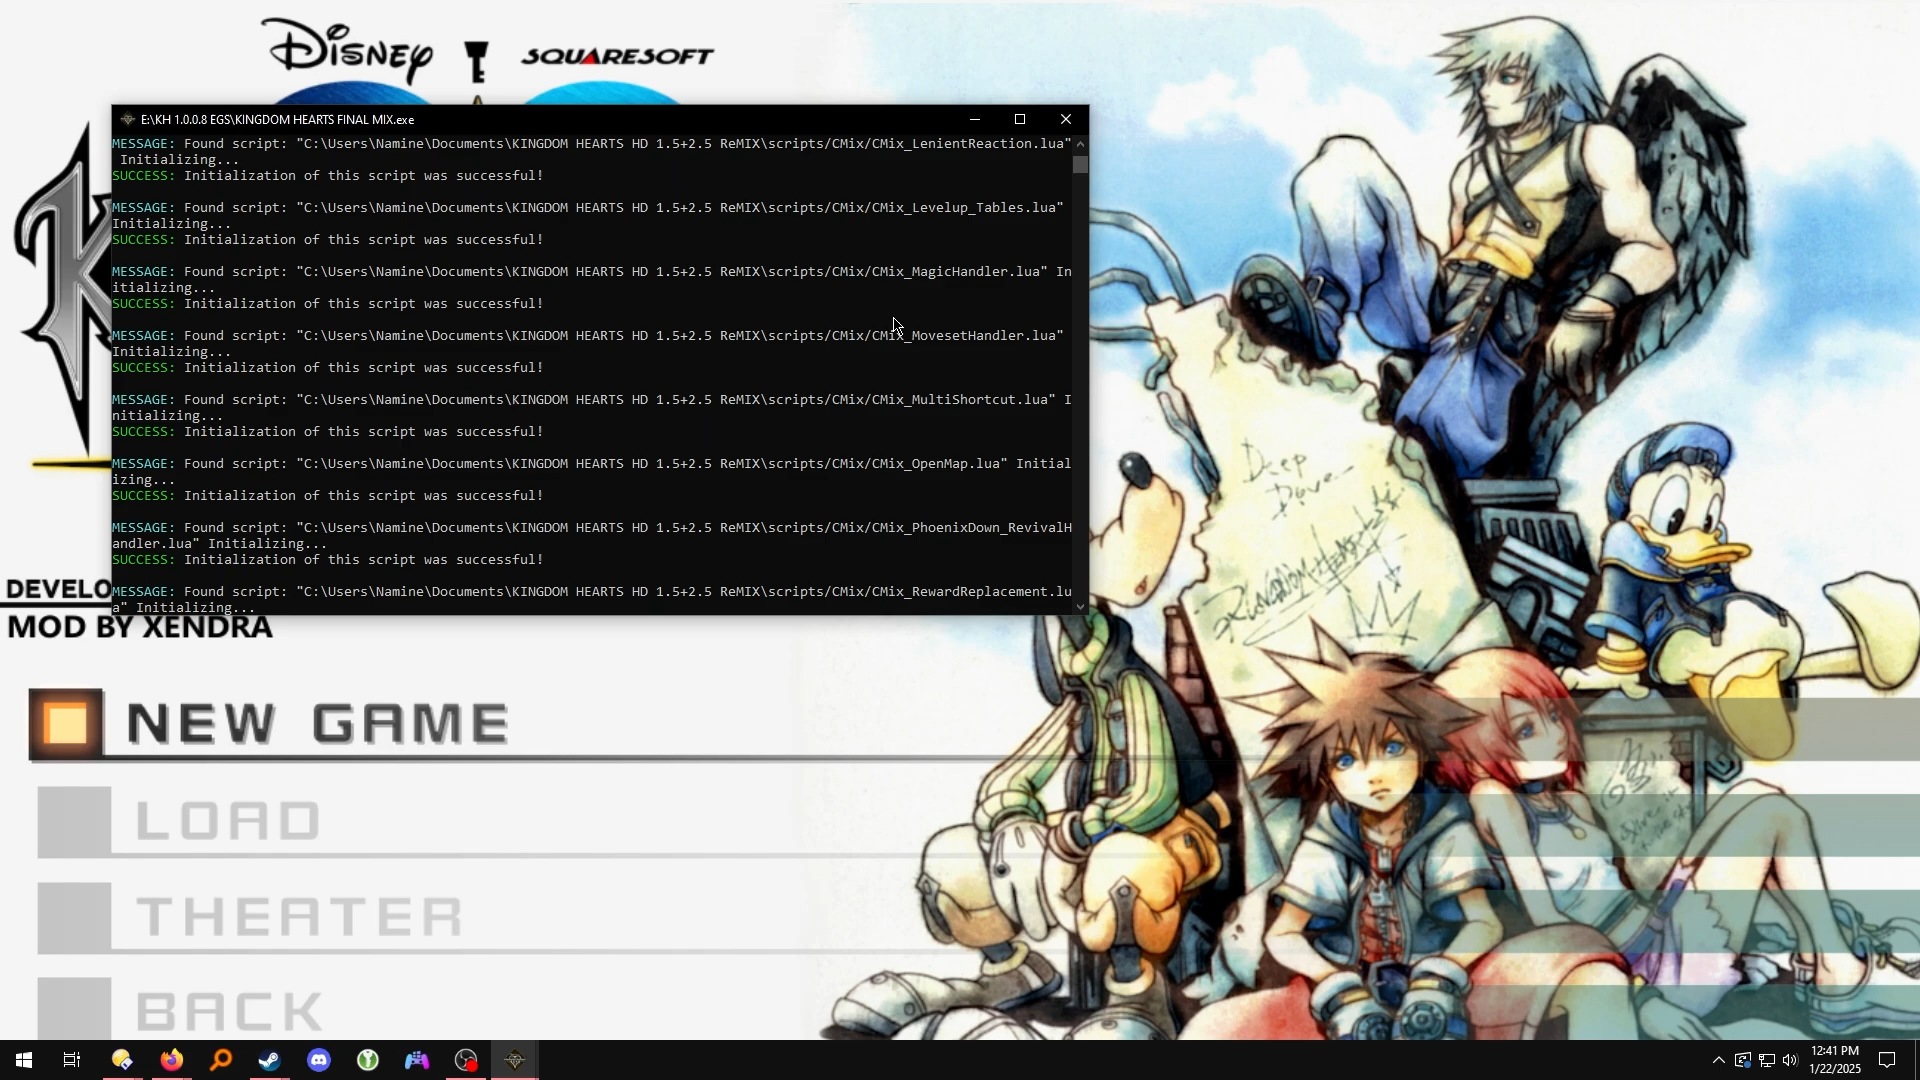 Disney
SQUARESOFT
E:\KH 1.0.0.8 EGS\KINGDOM HEARTS FINAL MIX.exe
MESSAGE: Found script: "C:\Users\Namine\Documents\KINGDOM HEARTS HD 1.5+2.5 ReMIX\scripts/CMix/CMix_LenientReaction.lua"
Initializing...
SUCCESS: Initialization of this script was successful!
MESSAGE: Found script: "C:\Users\Namine\Documents\KINGDOM HEARTS HD 1.5+2.5 ReMIX\scripts/CMix/CMix_Levelup_Tables.lua"
Initializing...
SUCCESS: Initialization of this script was successful!
MESSAGE: Found script: "C:\Users\Namine\Documents\KINGDOM HEARTS HD 1.5+2.5 ReMIX\scripts/CMix/CMix_MagicHandler.lua" In
itializing...
SUCCESS: Initialization of this script was successful!
MESSAGE: Found script: "C:\Users\Namine\Documents\KINGDOM HEARTS HD 1.5+2.5 ReMIX\scripts/CMix/CMix_MovesetHandler.lua"
Initializing...
SUCCESS: Initialization of this script was successful!
MESSAGE: Found script: "C:\Users\Namine\Documents\KINGDOM HEARTS HD 1.5+2.5 ReMIX\scripts/CMix/CMix_MultiShortcut.lua" I
nitializing...
SUCCESS: Initialization of this script was successful!
MESSAGE: Found script: "C:\Users\Namine\Documents\KINGDOM HEARTS HD 1.5+2.5 ReMIX\scripts/CMix/CMix_OpenMap.lua" Initial
izing...
SUCCESS: Initialization of this script was successful!
MESSAGE: Found script: "C:\Users\Namine\Documents\KINGDOM HEARTS HD 1.5+2.5 ReMIX\scripts/CMix/CMix_PhoenixDown_RevivalH
andler.lua" Initializing...
SUCCESS: Initialization of this script was successful!
MESSAGE: Found script: "C:\Users\Namine\Documents\KINGDOM HEARTS HD 1.5+2.5 ReMIX\scripts/CMix/CMix_RewardReplacement.lu
a" Initializing...
DEVELO
MOD BY XENDRA
NEW GAME
LOAD
THEATER
BACK
Deep
Dove
KINGDOM HEARTS
12:41 PM
1/22/2025